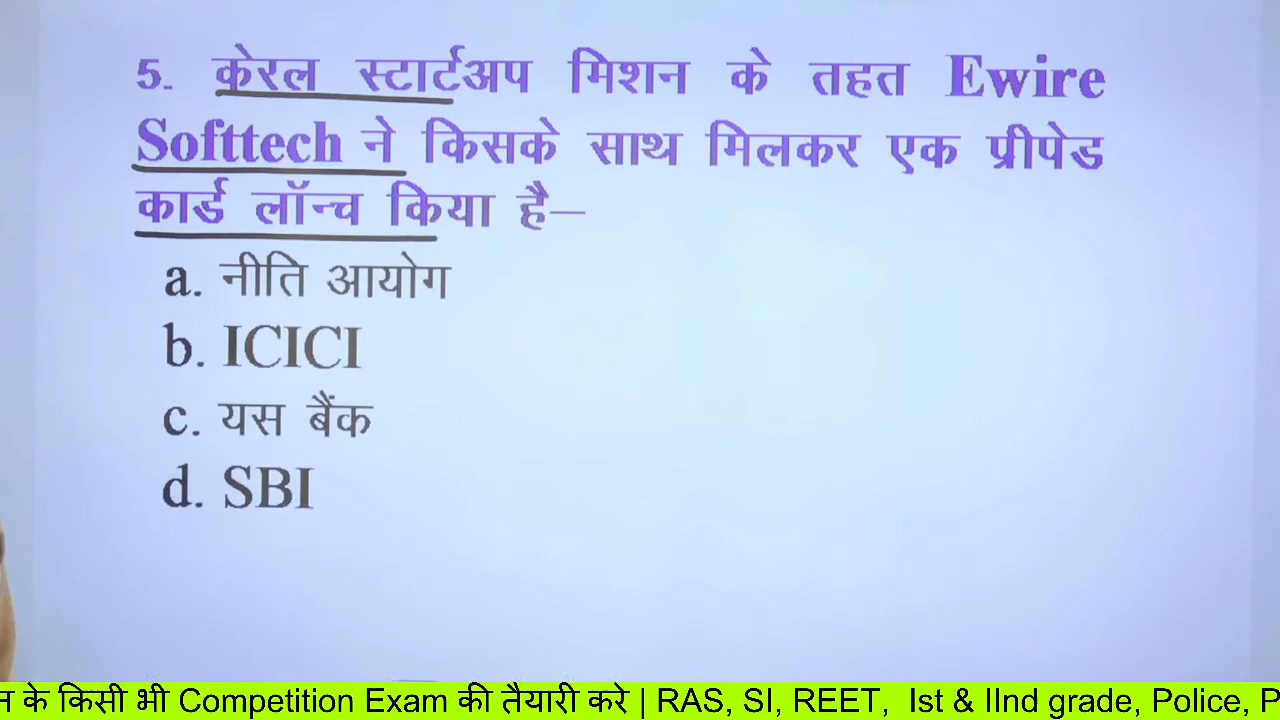 5. केरल स्टार्टअप मिशन के तहत Ewire
Softtech ने किसके साथ मिलकर एक प्रीपेड
कार्ड लॉन्च किया है–
a. नीति आयोग
b. ICICI
c. यस बैंक
d. SBI
न के किसी भी Competition Exam की तैयारी करे | RAS, SI, REET, Ist & IInd grade, Police, P